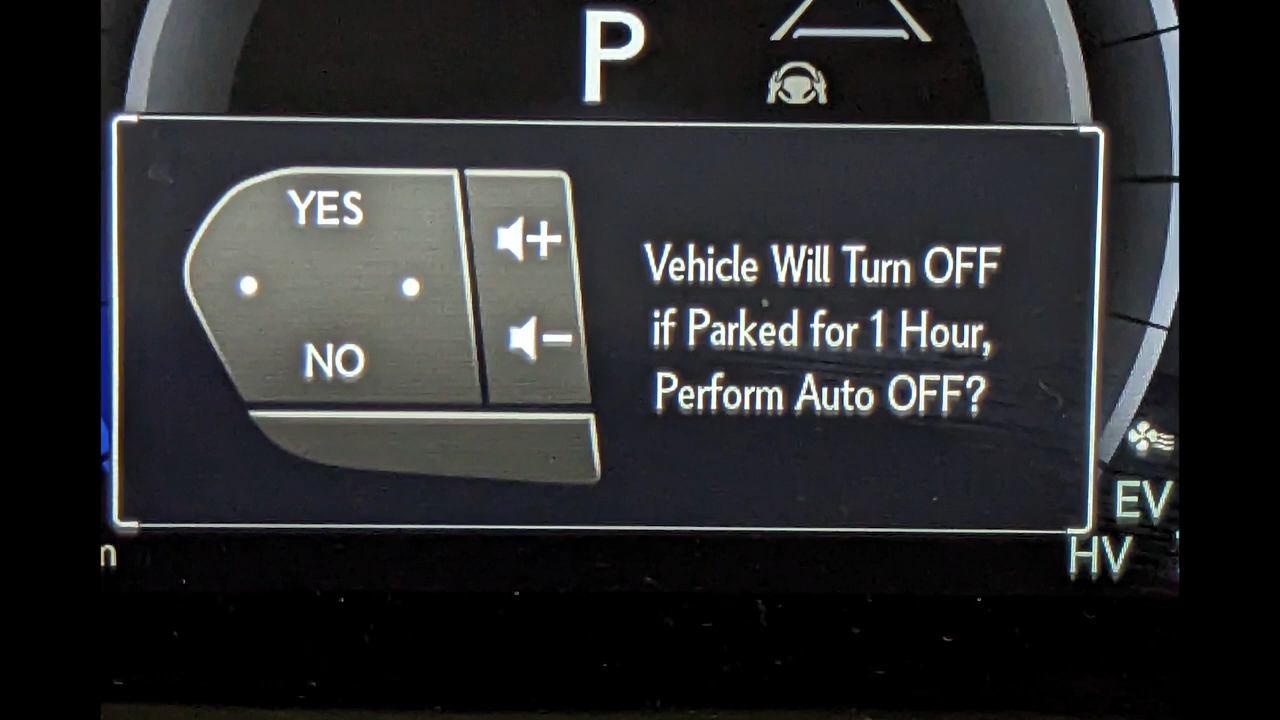 P
YES
NO
Vehicle Will Turn OFF
if Parked for 1 Hour,
Perform Auto OFF?
EV
HV